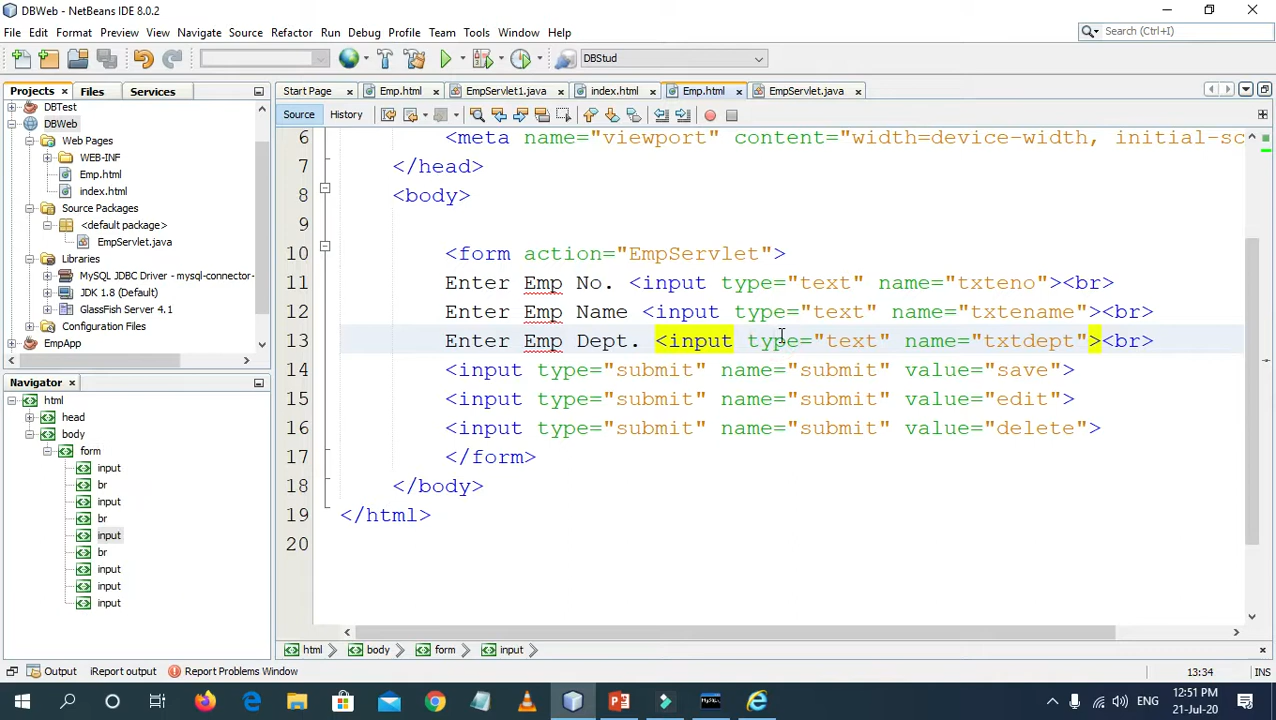 DBWeb - NetBeans IDE 8.0.2
File Edit Format Preview View Navigate Source Refactor Run Debug Profile Team Tools Window Help
Search (Ctrl+I)
DBStud
Projects Files Services
Start Page Emp.html EmpServlet1.java index.html Emp.html EmpServlet.java
Source History
DBTest
DBWeb
Web Pages
WEB-INF
Emp.html
index.html
Source Packages
<default package>
EmpServlet.java
Libraries
MySQL JDBC Driver - mysql-connector-
JDK 1.8 (Default)
GlassFish Server 4.1
Configuration Files
EmpApp
Navigator
html
head
body
form
input
br
input
br
input
br
input
input
input
6 <meta name="viewport" content="width=device-width, initial-sc
7 </head>
8 <body>
9
10 <form action="EmpServlet">
11 Enter Emp No. <input type="text" name="txteno"><br>
12 Enter Emp Name <input type="text" name="txtename"><br>
13 Enter Emp Dept. <input type="text" name="txtdept"><br>
14 <input type="submit" name="submit" value="save">
15 <input type="submit" name="submit" value="edit">
16 <input type="submit" name="submit" value="delete">
17 </form>
18 </body>
19 </html>
20
html body form input
Output iReport output Report Problems Window
13:34 INS
ENG
12:51 PM
21-Jul-20